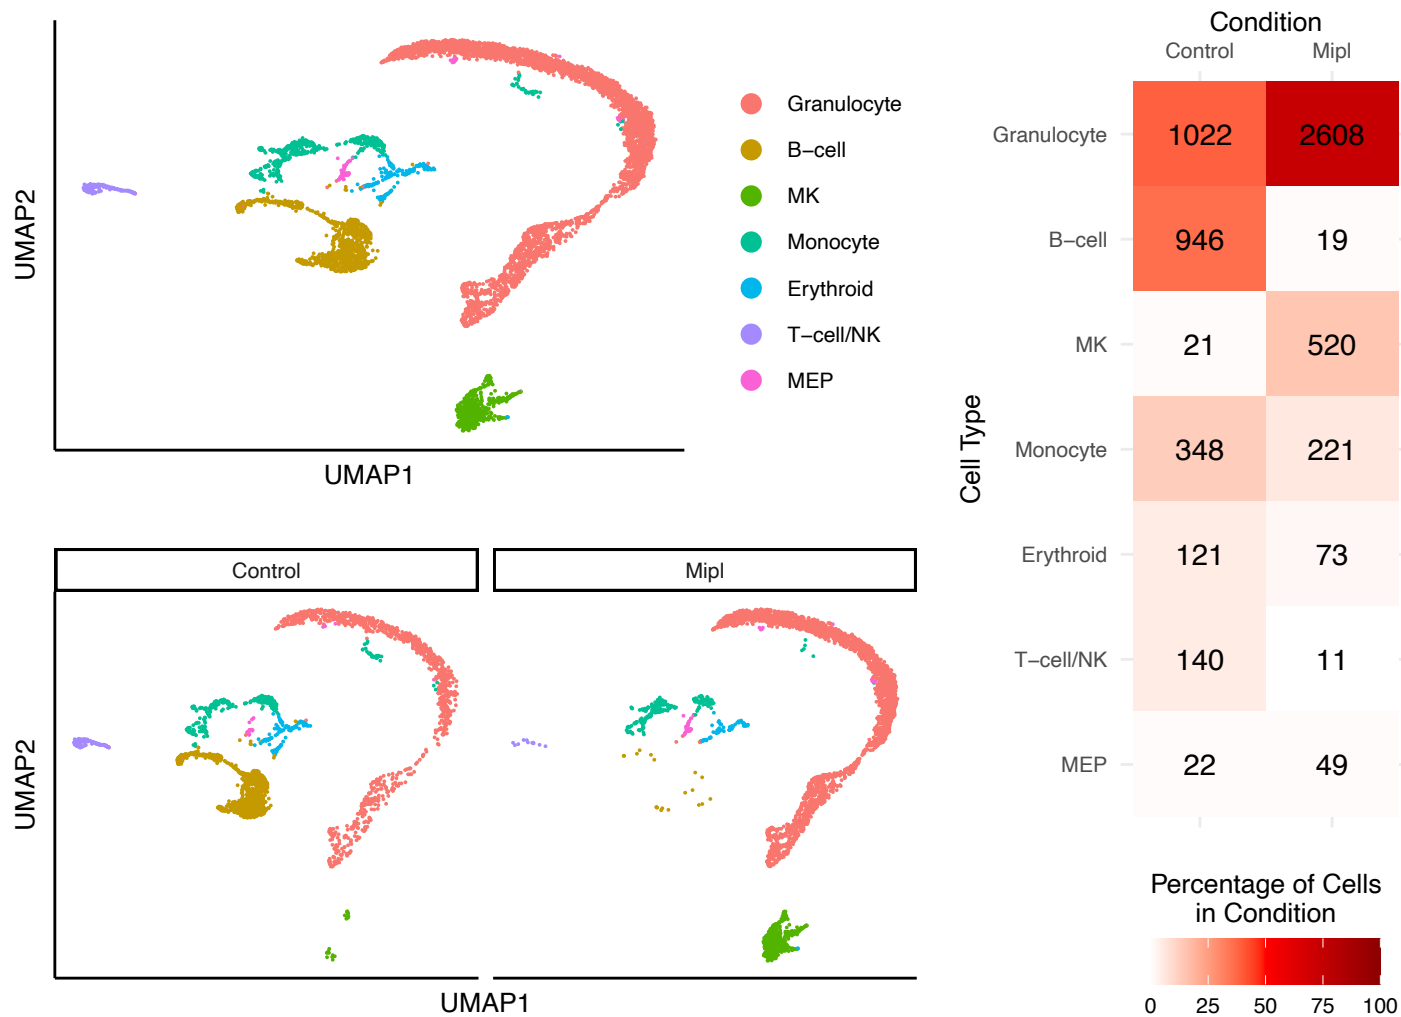 UMAP2
UMAP1
Granulocyte
B−cell
MK
Monocyte
Erythroid
T−cell/NK
MEP
Control
Mipl
UMAP2
UMAP1
Condition
Control Mipl
Cell Type
Granulocyte 1022 2608
B−cell 946 19
MK 21 520
Monocyte 348 221
Erythroid 121 73
T−cell/NK 140 11
MEP 22 49
Percentage of Cells
in Condition
0 25 50 75 100